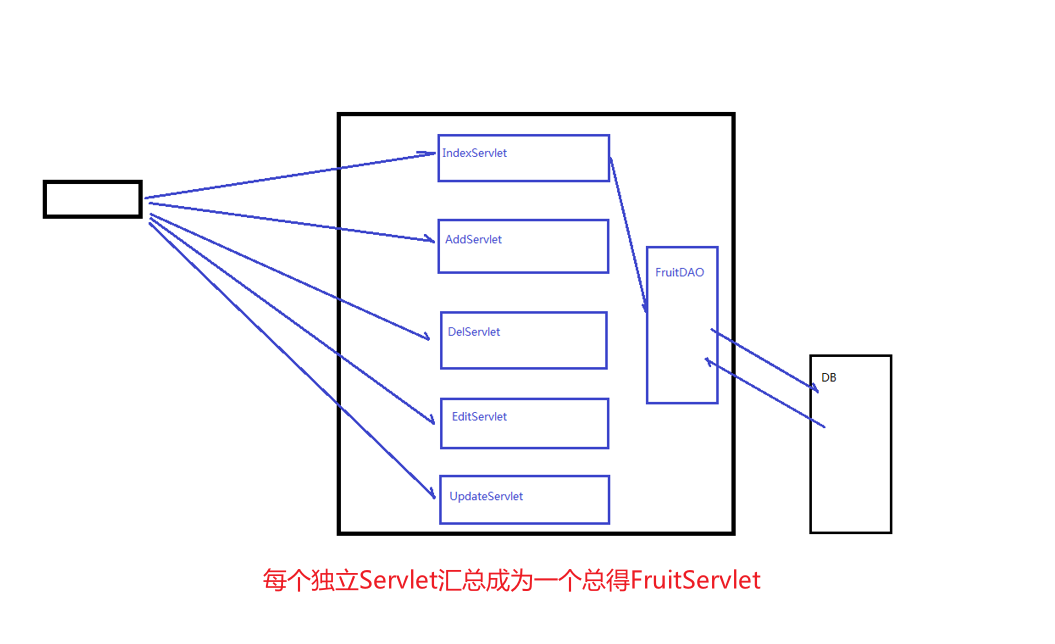 IndexServlet
AddServlet
FruitDAO
DelServlet
DB
EditServlet
UpdateServlet
每个独立Servlet汇总成为一个总得FruitServlet